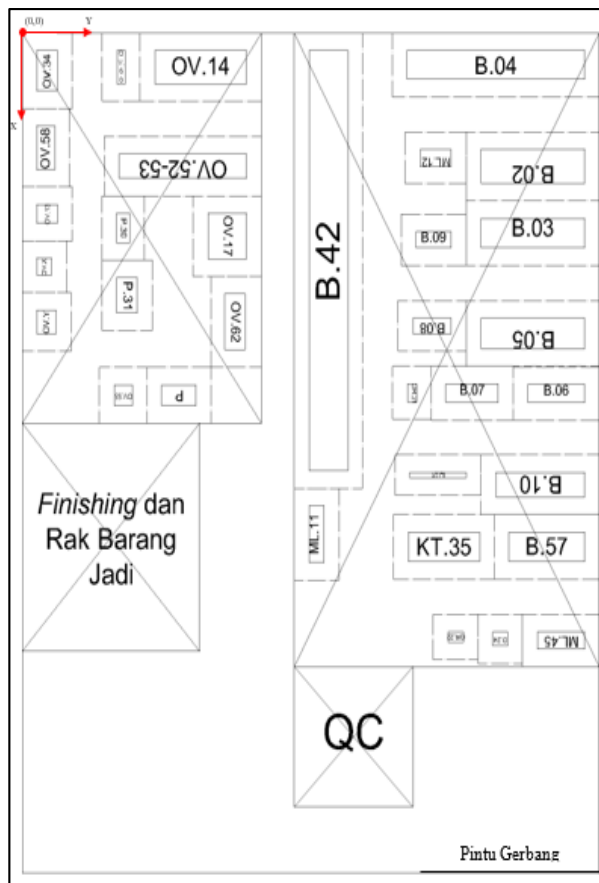 (0,0)
Y
X
OV.34
OV.14
B.04
OV.58
OV.52-53
ML.12
B.02
P.30
OV.17
B.42
B.09
B.03
P.31
OV.62
B.08
B.05
P
B.07
B.06
B.10
Finishing dan
Rak Barang
Jadi
ML.11
KT.35
B.57
ML.45
QC
Pintu Gerbang